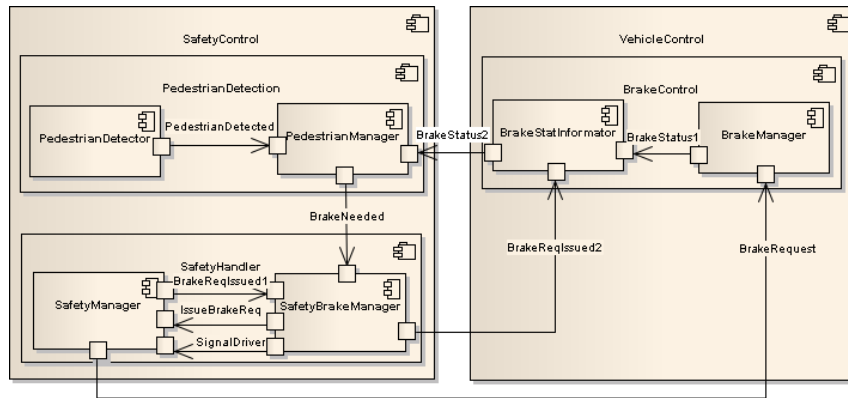 SafetyControl
VehicleControl
PedestrianDetection
BrakeControl
PedestrianDetector
PedestrianDetected
PedestrianManager
BrakeStatus2
BrakeStatInformator
BrakeStatus1
BrakeManager
BrakeNeeded
BrakeReqIssued2
BrakeRequest
SafetyHandler
BrakeReqIssued1
SafetyManager
IssueBrakeReq
SafetyBrakeManager
SignalDriver